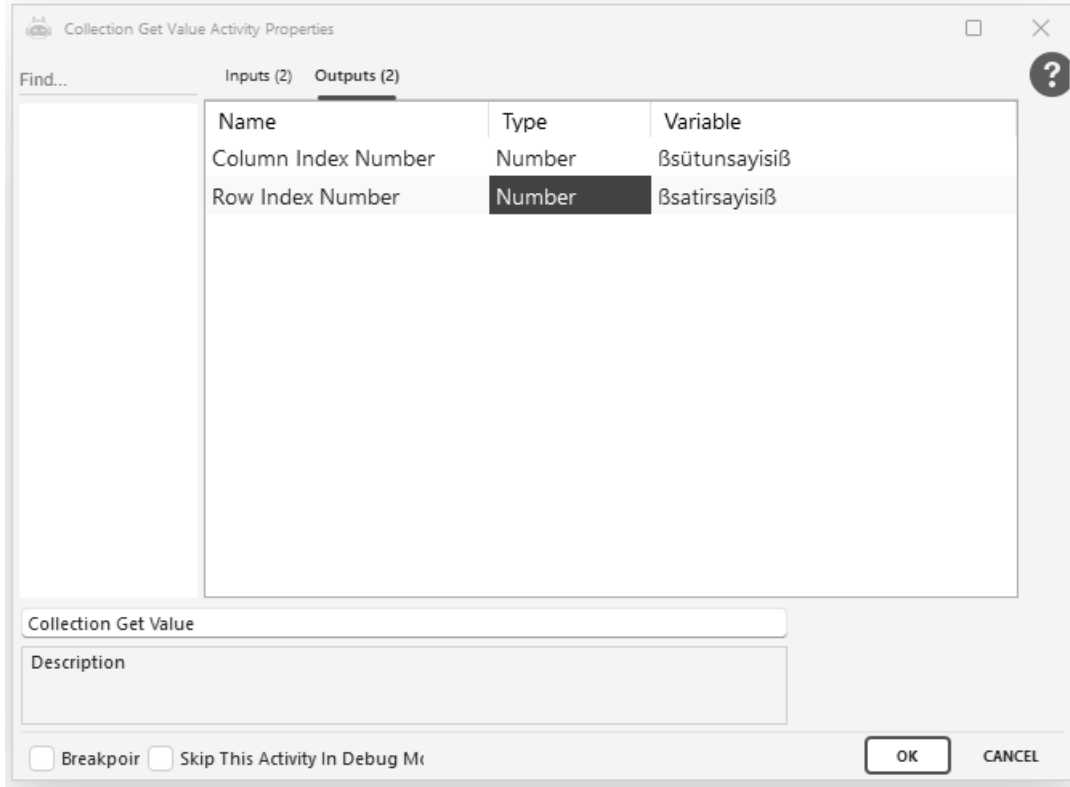 Collection Get Value Activity Properties
Find...
Inputs (2) Outputs (2)
?
Name Type Variable
Column Index Number Number ßsütunsayisiß
Row Index Number Number ßsatirsayisiß
Collection Get Value
Description
Breakpoir Skip This Activity In Debug Mo
OK CANCEL